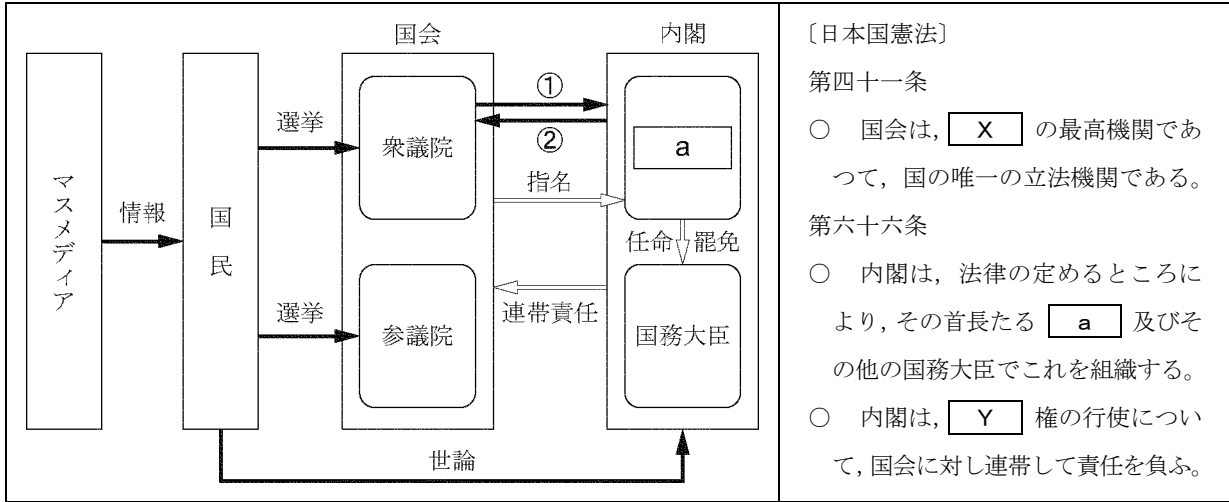 国会
内閣
マスメディア
情報
国民
選挙
選挙
衆議院
参議院
①
②
指名
連帯責任
a
任命
罷免
国務大臣
世論
〔日本国憲法〕
第四十一条
○ 国会は, X の最高機関であ
つて, 国の唯一の立法機関である。
第六十六条
○ 内閣は, 法律の定めるところに
より, その首長たる a 及びそ
の他の国務大臣でこれを組織する。
○ 内閣は, Y 権の行使につい
て, 国会に対し連帯して責任を負ふ。